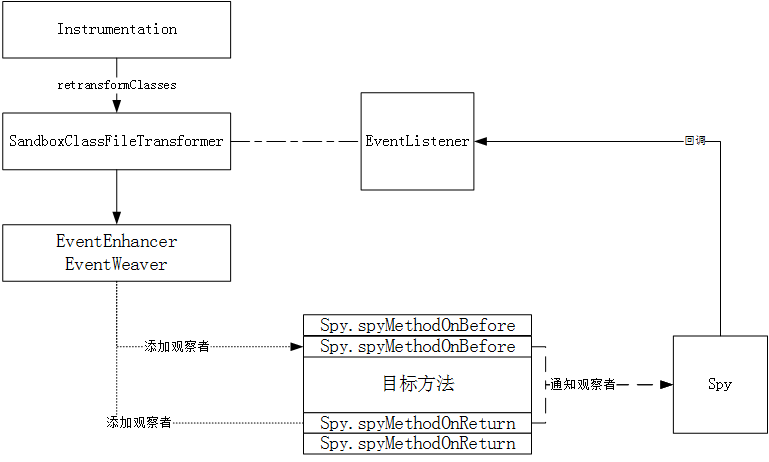 Instrumentation
retransformClasses
SandboxClassFileTransformer
EventListener
回调
EventEnhancer
EventWeaver
Spy.spyMethodOnBefore
添加观察者
Spy.spyMethodOnBefore
目标方法
通知观察者
Spy
添加观察者
Spy.spyMethodOnReturn
Spy.spyMethodOnReturn